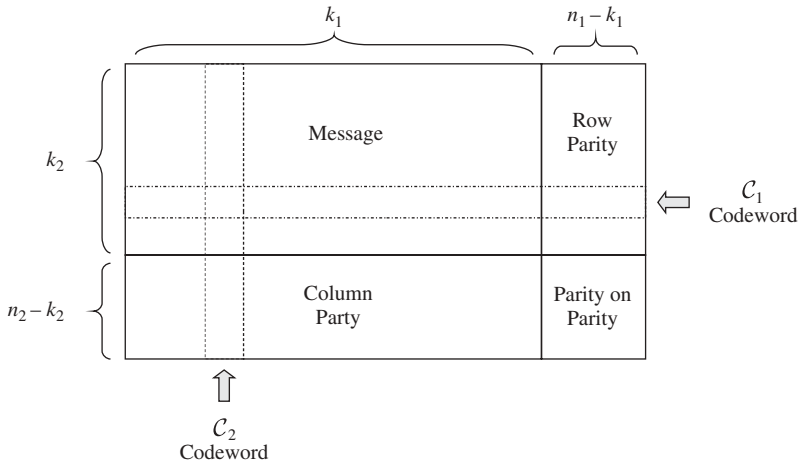 k₁
n₁ – k₁
k₂
Message
Row
Parity
𝒞₁
Codeword
n₂ – k₂
Column
Party
Parity on
Parity
𝒞₂
Codeword